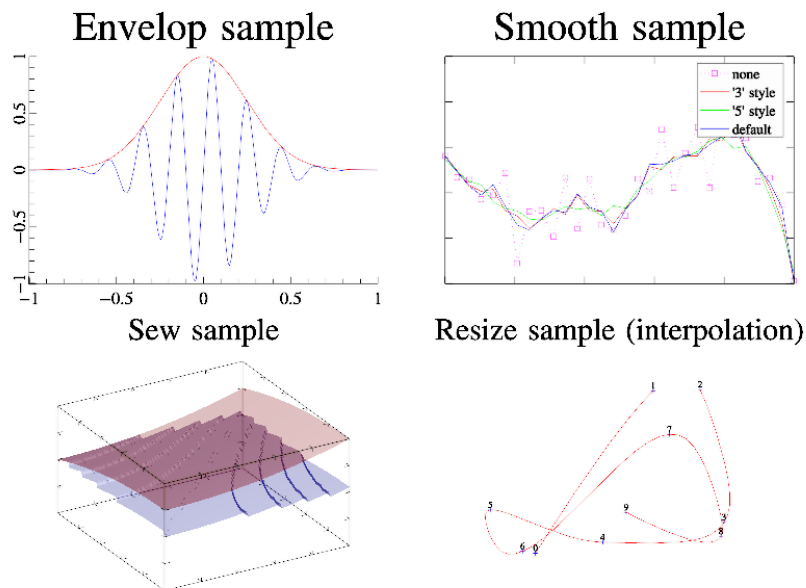 Envelop sample
Smooth sample
1
0.5
0
−0.5
−1
−1
−0.5
0
0.5
1
none
'3' style
'5' style
default
Sew sample
Resize sample (interpolation)
1
2
7
5
9
3
8
4
6
0